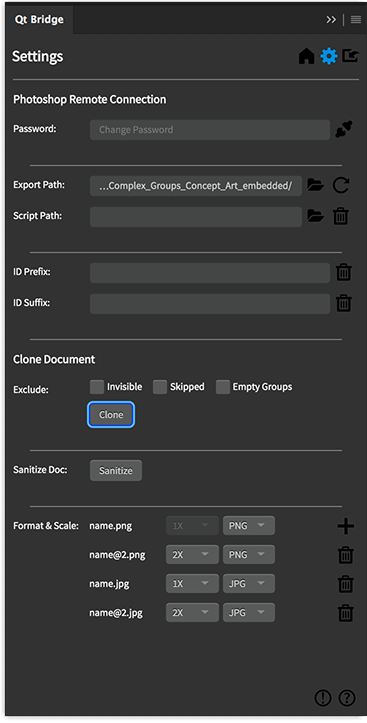 Qt Bridge
Settings
Photoshop Remote Connection
Password: Change Password
Export Path: ...Complex_Groups_Concept_Art_embedded/
Script Path:
ID Prefix:
ID Suffix:
Clone Document
Exclude: Invisible Skipped Empty Groups
Clone
Sanitize Doc: Sanitize
Format & Scale: name.png 1X PNG
name@2.png 2X PNG
name.jpg 1X JPG
name@2.jpg 2X JPG